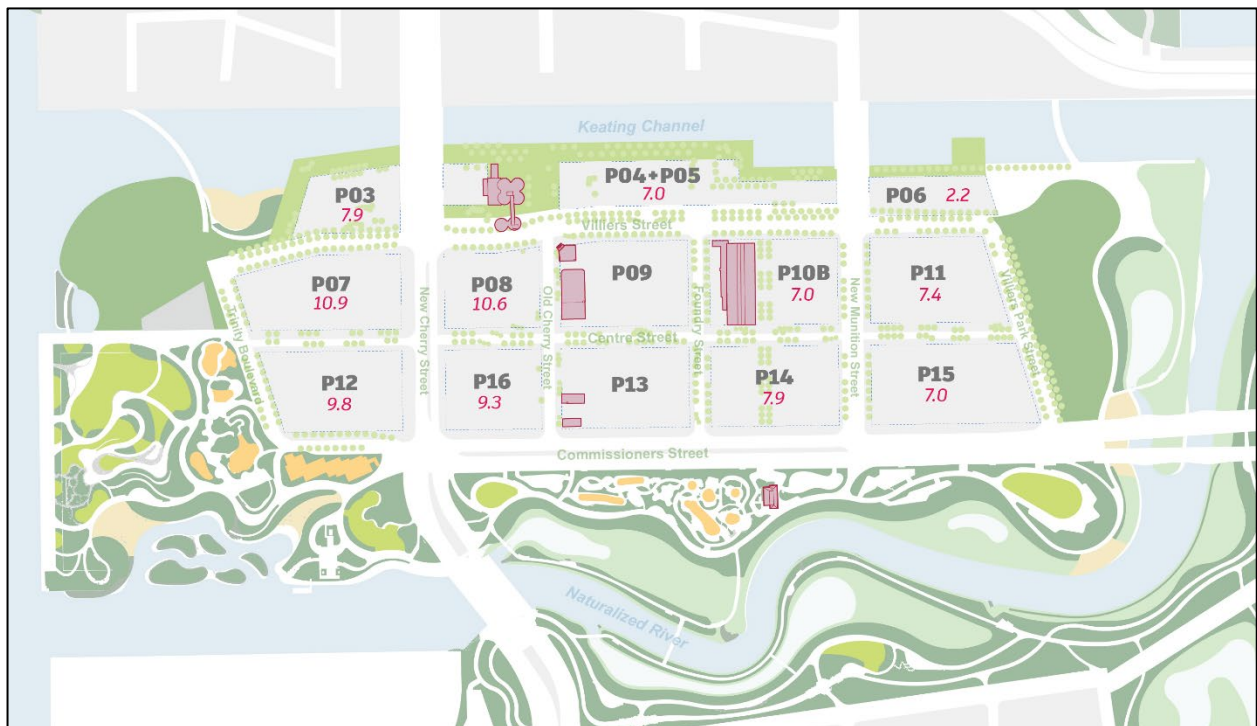 Keating Channel
P03
7.9
P04+P05
7.0
P06 2.2
Villiers Street
P07
10.9
P08
10.6
P09
P10B
7.0
P11
7.4
Trinity Boulevard
New Cherry Street
Old Cherry Street
Foundry Street
New Munition Street
Villiers Park Street
Centre Street
P12
9.8
P16
9.3
P13
P14
7.9
P15
7.0
Commissioners Street
Naturalized River